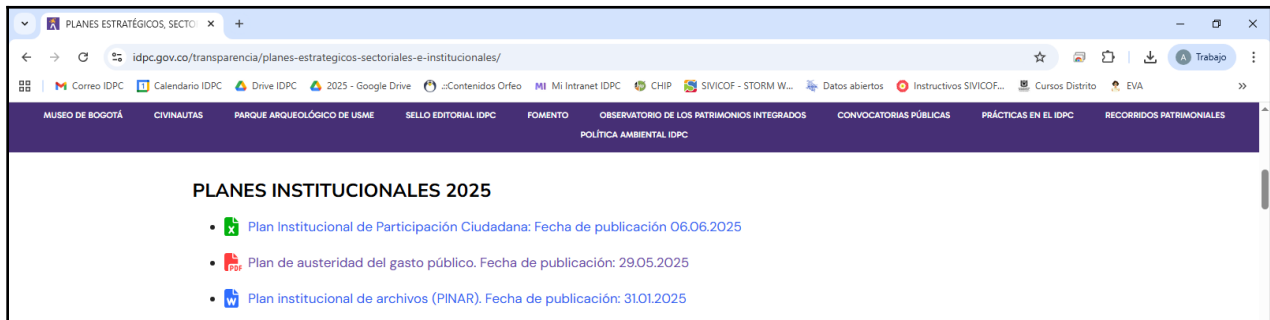 PLANES ESTRATÉGICOS, SECTO
idpc.gov.co/transparencia/planes-estrategicos-sectoriales-e-institucionales/
A Trabajo
Correo IDPC Calendario IDPC Drive IDPC 2025 - Google Drive .::Contenidos Orfeo MI Mi Intranet IDPC CHIP SIVICOF - STORM W... Datos abiertos Instructivos SIVICOF... Cursos Distrito EVA
MUSEO DE BOGOTÁ CIVINAUTAS PARQUE ARQUEOLÓGICO DE USME SELLO EDITORIAL IDPC FOMENTO OBSERVATORIO DE LOS PATRIMONIOS INTEGRADOS CONVOCATORIAS PÚBLICAS PRÁCTICAS EN EL IDPC RECORRIDOS PATRIMONIALES
POLÍTICA AMBIENTAL IDPC
PLANES INSTITUCIONALES 2025
Plan Institucional de Participación Ciudadana: Fecha de publicación 06.06.2025
PDF Plan de austeridad del gasto público. Fecha de publicación: 29.05.2025
Plan institucional de archivos (PINAR). Fecha de publicación: 31.01.2025